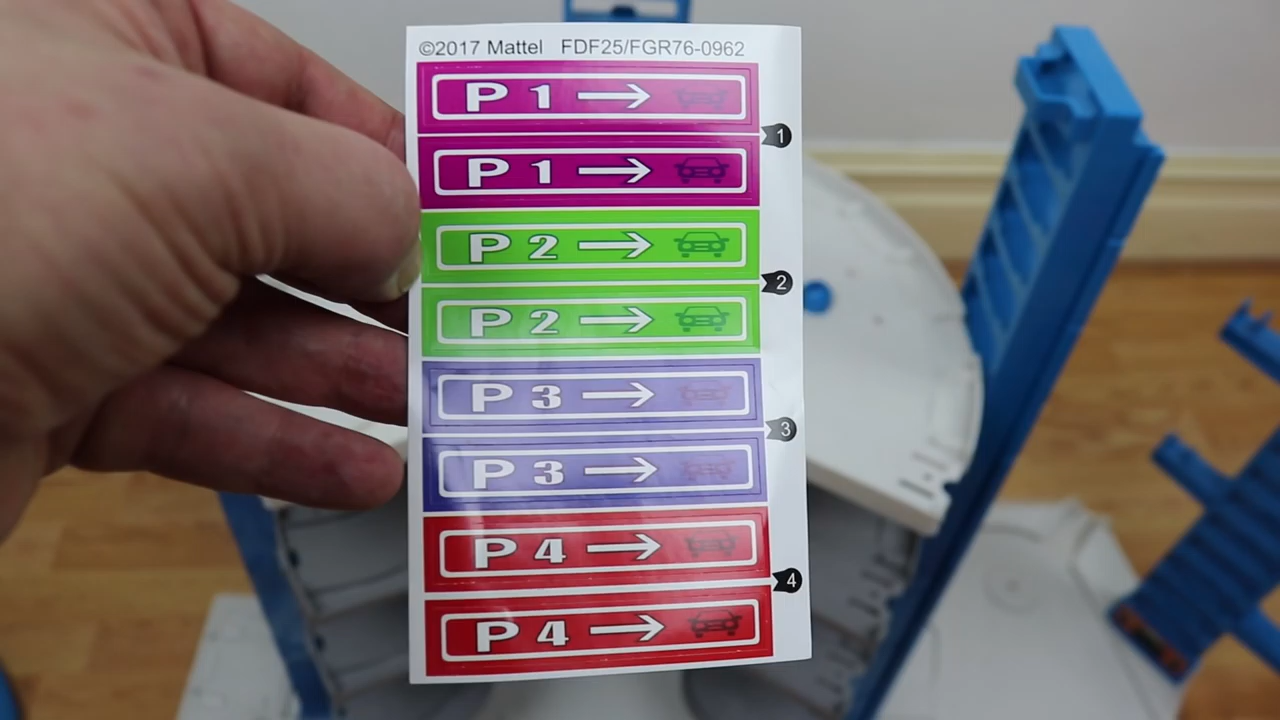 ©2017 Mattel FDF25/FGR76-0962
P 1 →
1
P 1 →
P 2 →
2
P 2 →
P 3 →
3
P 3 →
P 4 →
4
P 4 →